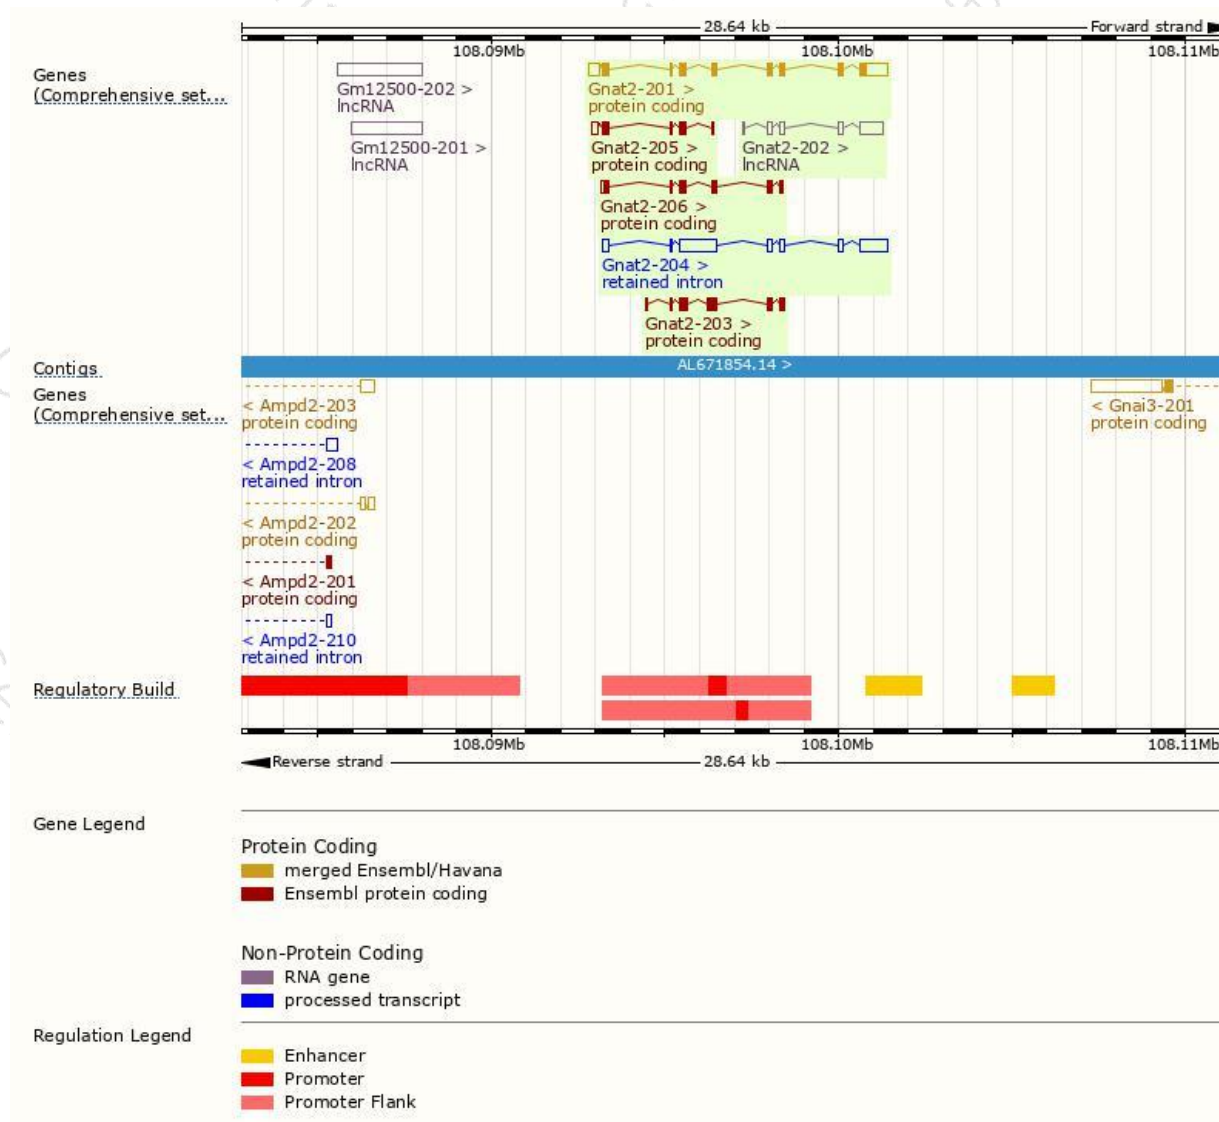 28.64 kb Forward strand
108.09Mb 108.10Mb 108.11Mb
Genes
(Comprehensive set...
Gm12500-202 >
lncRNA
Gm12500-201 >
lncRNA
Gnat2-201 >
protein coding
Gnat2-205 >
protein coding
Gnat2-202 >
lncRNA
Gnat2-206 >
protein coding
Gnat2-204 >
retained intron
Gnat2-203 >
protein coding
Contigs
AL671854.14 >
Genes
(Comprehensive set...
< Ampd2-203
protein coding
< Gnai3-201
protein coding
< Ampd2-208
retained intron
< Ampd2-202
protein coding
< Ampd2-201
protein coding
< Ampd2-210
retained intron
Regulatory Build
108.09Mb 108.10Mb 108.11Mb
Reverse strand 28.64 kb
Gene Legend
Protein Coding
merged Ensembl/Havana
Ensembl protein coding
Non-Protein Coding
RNA gene
processed transcript
Regulation Legend
Enhancer
Promoter
Promoter Flank